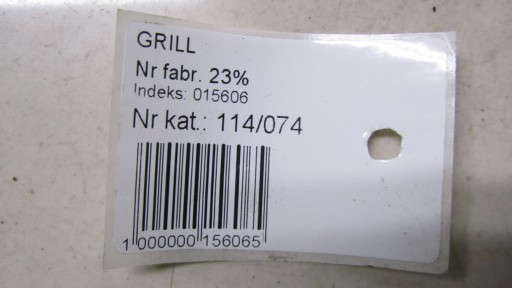 GRILL
Nr fabr. 23%
Indeks: 015606
Nr kat.: 114/074
1 000000 156065